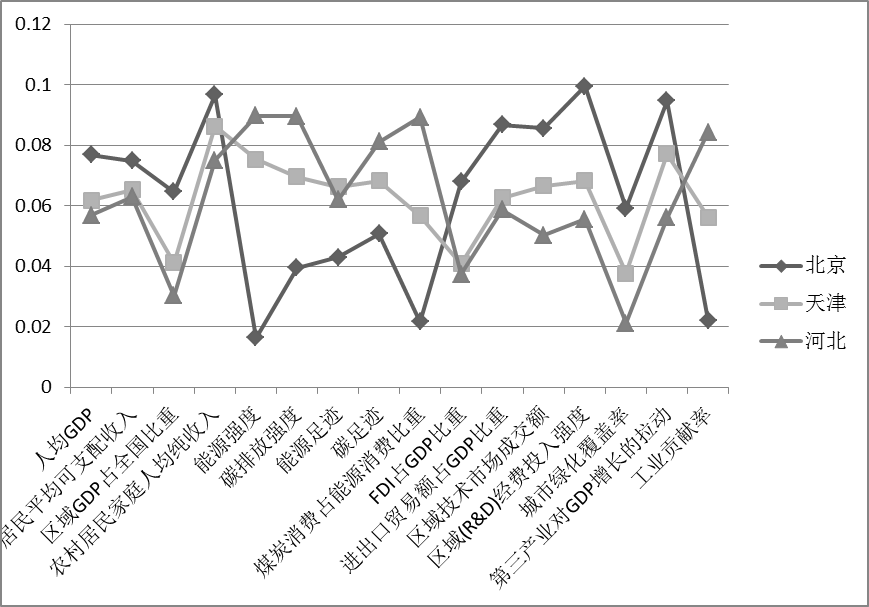 0.12
0.1
0.08
0.06
0.04
0.02
0
人均GDP
居民平均可支配收入
区域GDP占全国比重
农村居民家庭人均纯收入
能源强度
碳排放强度
能源足迹
碳足迹
煤炭消费占能源消费比重
FDI占GDP比重
进出口贸易额占GDP比重
区域技术市场成交额
区域(R&D)经费投入强度
城市绿化覆盖率
第三产业对GDP增长的拉动
工业贡献率
北京
天津
河北